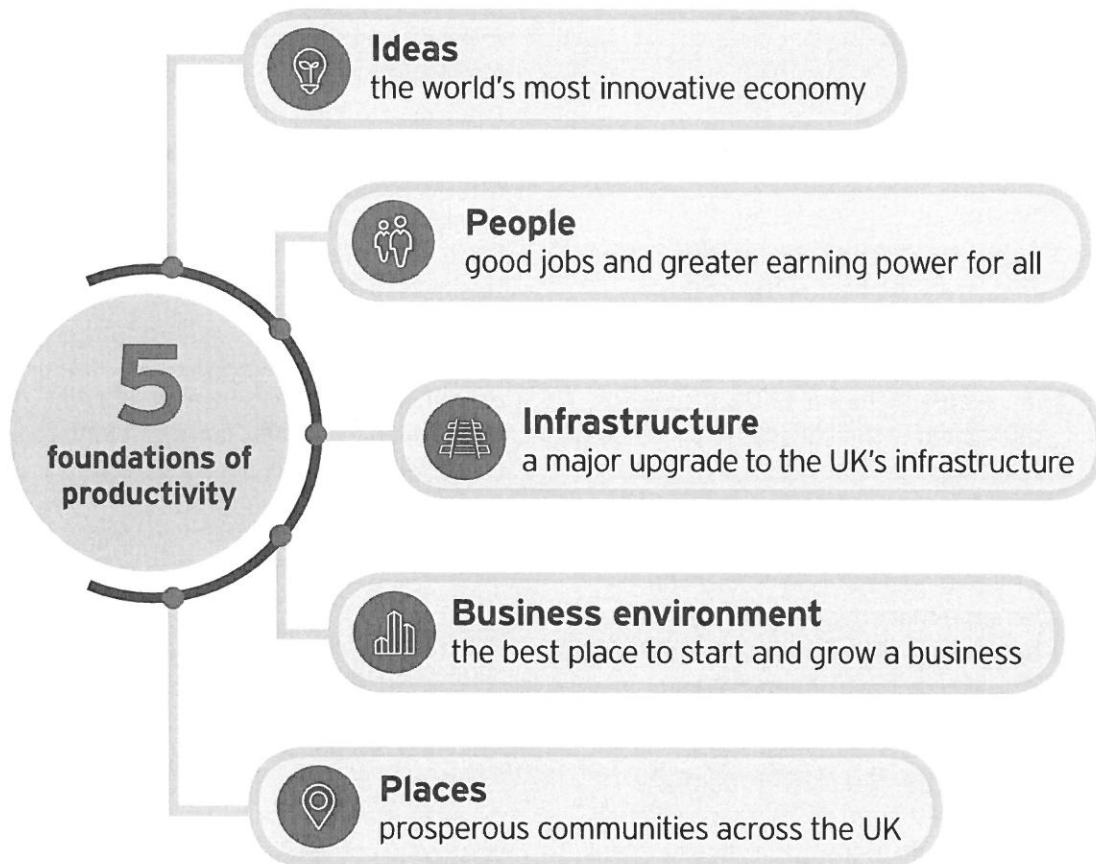 Ideas
the world's most innovative economy
People
good jobs and greater earning power for all
5
foundations of
productivity
Infrastructure
a major upgrade to the UK's infrastructure
Business environment
the best place to start and grow a business
Places
prosperous communities across the UK